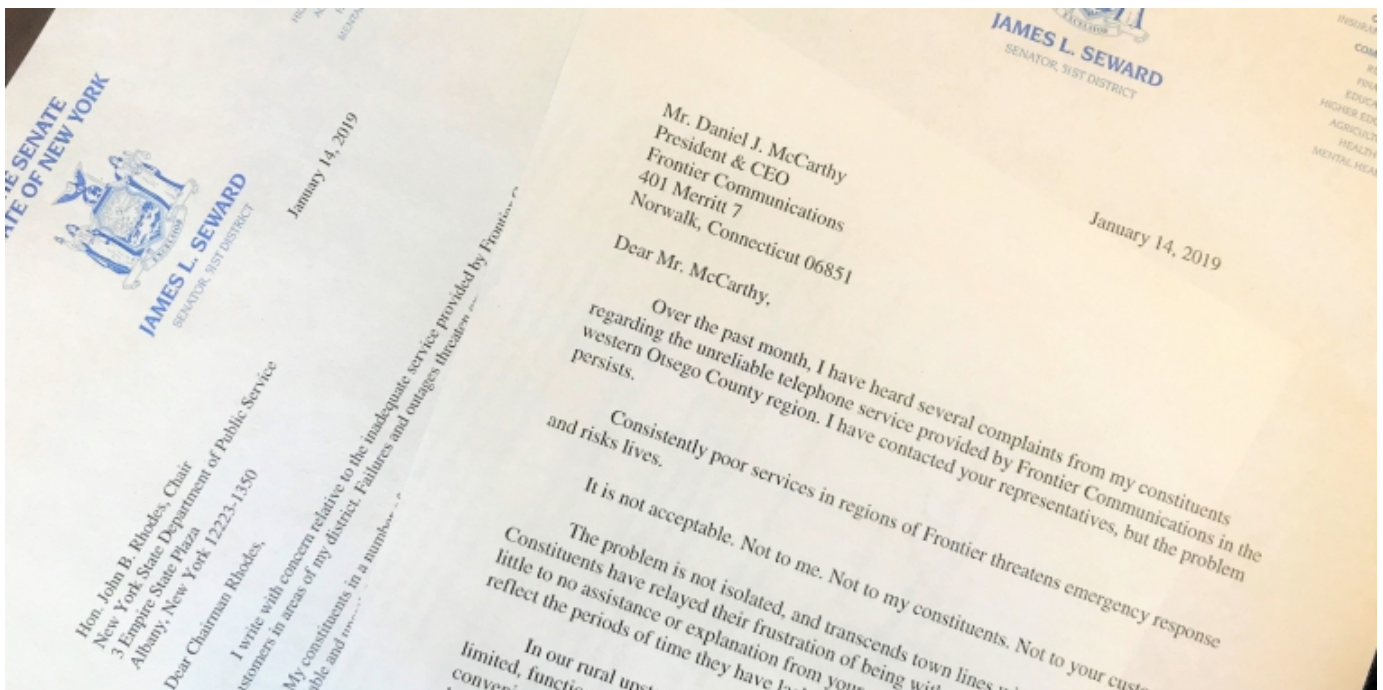 THE SENATE
STATE OF NEW YORK
EXCELSIOR
JAMES L. SEWARD
SENATOR, 51ST DISTRICT
January 14, 2019
Hon. John B. Rhodes, Chair
New York State Department of Public Service
3 Empire State Plaza
Albany, New York 12223-1350
Dear Chairman Rhodes,
I write with concern relative to the inadequate service provided by Frontier
customers in areas of my district. Failures and outages threaten
My constituents in a number
able and
EXCELSIOR
JAMES L. SEWARD
SENATOR, 51ST DISTRICT
January 14, 2019
Mr. Daniel J. McCarthy
President & CEO
Frontier Communications
401 Merritt 7
Norwalk, Connecticut 06851
Dear Mr. McCarthy,
Over the past month, I have heard several complaints from my constituents
regarding the unreliable telephone service provided by Frontier Communications in the
western Otsego County region. I have contacted your representatives, but the problem
persists.
Consistently poor services in regions of Frontier threatens emergency response
and risks lives.
It is not acceptable. Not to me. Not to my constituents. Not to your
The problem is not isolated, and transcends town lines
Constituents have relayed their frustration of being
little to no assistance or explanation from your
reflect the periods of time they have
In our rural
limited,